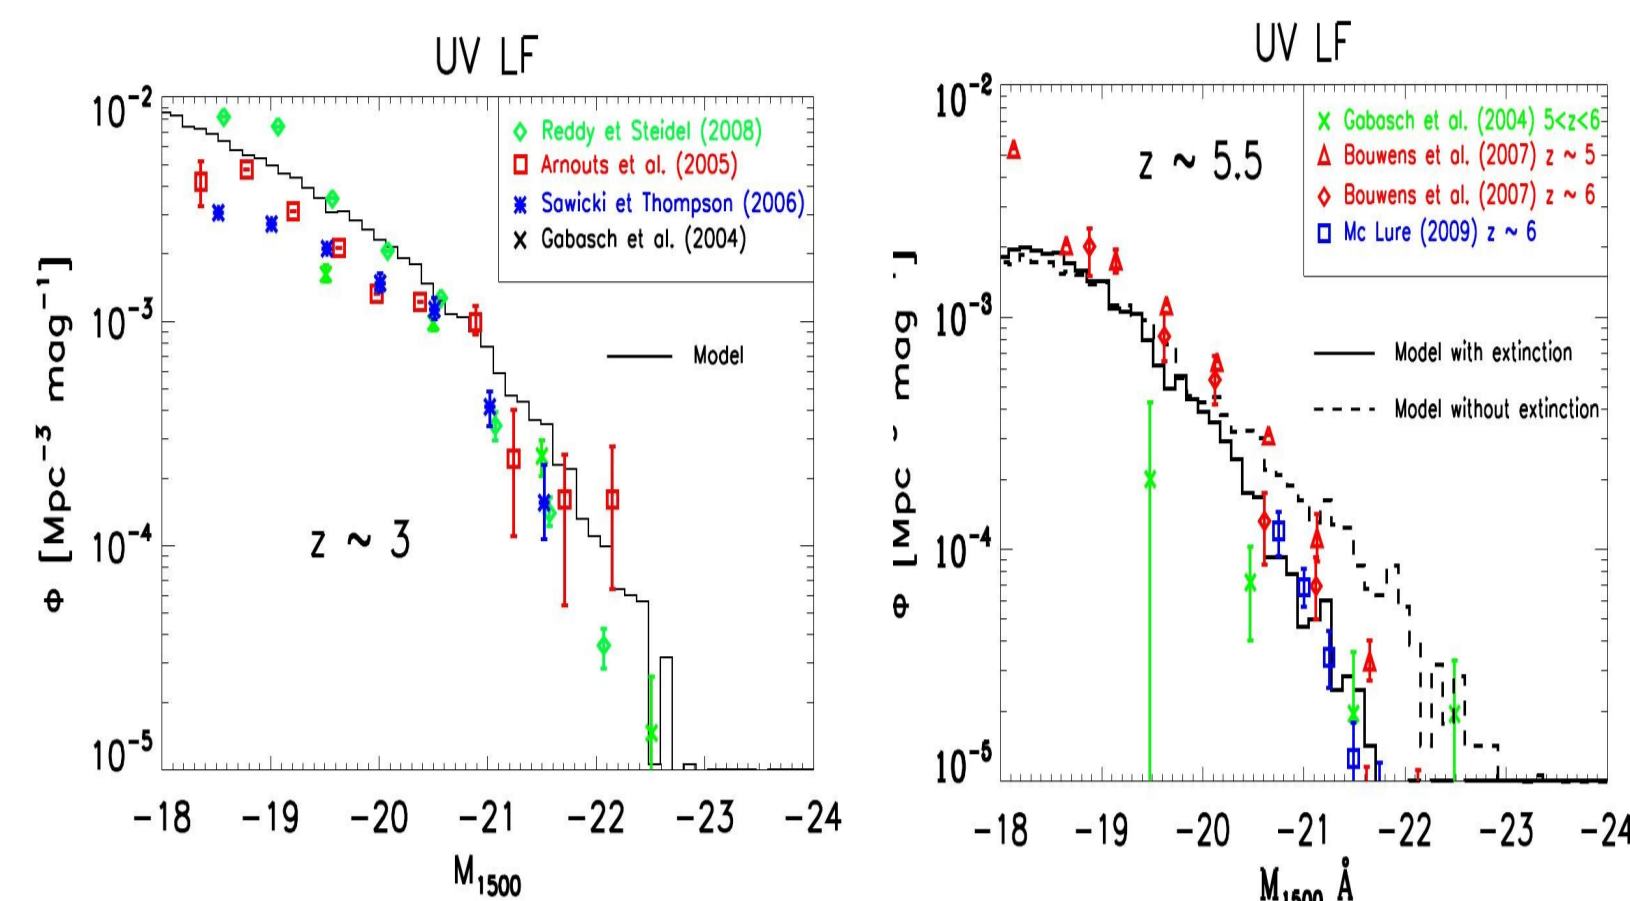 UV LF
10⁻²
10⁻³
10⁻⁴
10⁻⁵
Φ [Mpc⁻³ mag⁻¹]
Reddy et Steidel (2008)
Arnouts et al. (2005)
Sawicki et Thompson (2006)
Gabasch et al. (2004)
Model
z ~ 3
-18 -19 -20 -21 -22 -23 -24
M₁₅₀₀
UV LF
10⁻²
10⁻³
10⁻⁴
10⁻⁵
Φ [Mpc mag ]
z ~ 5.5
Gabasch et al. (2004) 5<z<6
Bouwens et al. (2007) z ~ 5
Bouwens et al. (2007) z ~ 6
Mc Lure (2009) z ~ 6
Model with extinction
Model without extinction
-18 -19 -20 -21 -22 -23 -24
M₁₅₀₀ Å